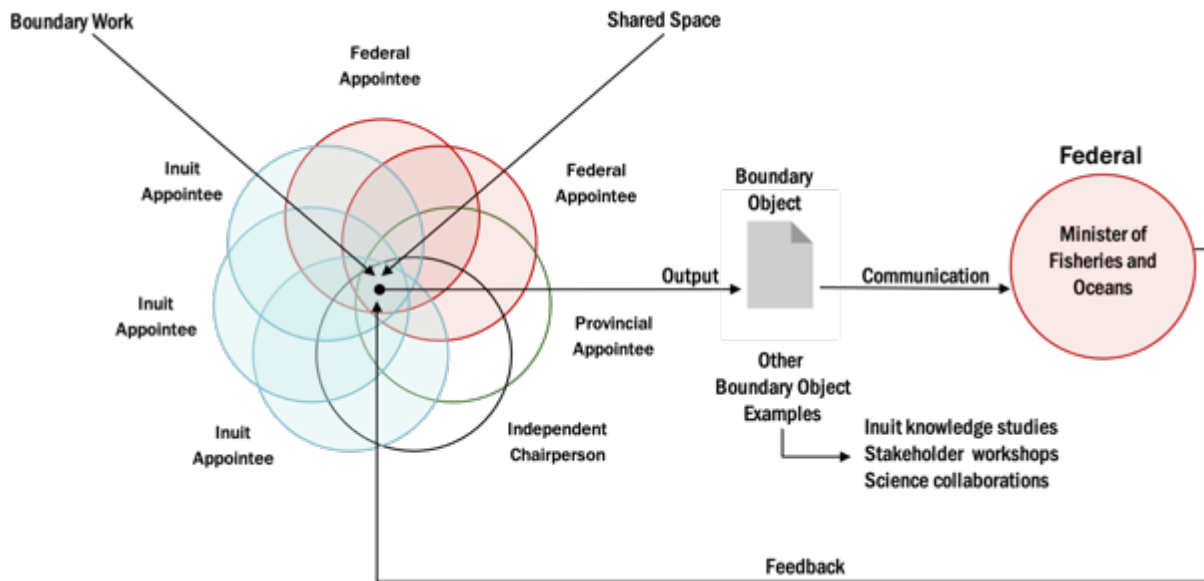 Boundary Work
Shared Space
Federal
Appointee
Inuit
Appointee
Federal
Appointee
Inuit
Appointee
Provincial
Appointee
Inuit
Appointee
Independent
Chairperson
Output
Boundary
Object
Communication
Federal
Minister of
Fisheries and
Oceans
Other
Boundary Object
Examples
Inuit knowledge studies
Stakeholder workshops
Science collaborations
Feedback